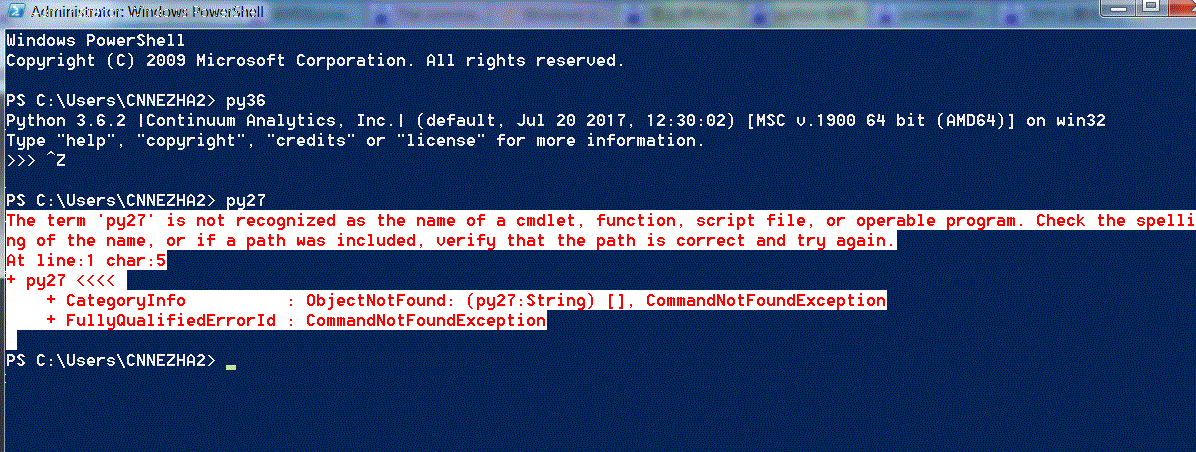 Administrator: Windows PowerShell
Windows PowerShell
Copyright (C) 2009 Microsoft Corporation. All rights reserved.
PS C:\Users\CNNEZHA2> py36
Python 3.6.2 |Continuum Analytics, Inc.| (default, Jul 20 2017, 12:30:02) [MSC v.1900 64 bit (AMD64)] on win32
Type "help", "copyright", "credits" or "license" for more information.
>>> ^Z
PS C:\Users\CNNEZHA2> py27
The term 'py27' is not recognized as the name of a cmdlet, function, script file, or operable program. Check the spelli
ng of the name, or if a path was included, verify that the path is correct and try again.
At line:1 char:5
+ py27 <<<<
    + CategoryInfo          : ObjectNotFound: (py27:String) [], CommandNotFoundException
    + FullyQualifiedErrorId : CommandNotFoundException
PS C:\Users\CNNEZHA2> _